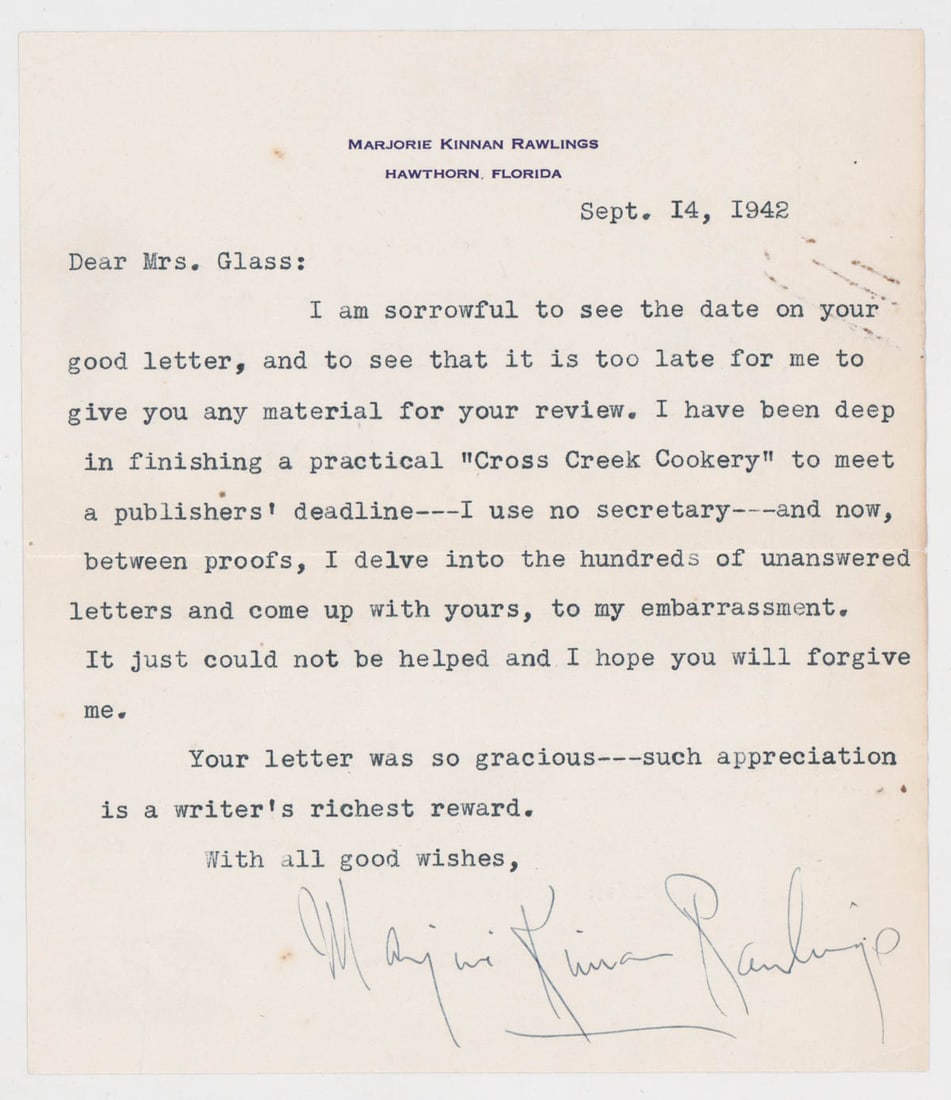 MARJORIE KINNAN RAWLINGS
HAWTHORN, FLORIDA
Sept. I4, I942
Dear Mrs. Glass:
I am sorrowful to see the date on your
good letter, and to see that it is too late for me to
give you any material for your review. I have been deep
in finishing a practical "Cross Creek Cookery" to meet
a publishers' deadline---I use no secretary---and now,
between proofs, I delve into the hundreds of unanswered
letters and come up with yours, to my embarrassment.
It just could not be helped and I hope you will forgive
me.
Your letter was so gracious---such appreciation
is a writer's richest reward.
With all good wishes,
Marjorie Kinnan Rawlings